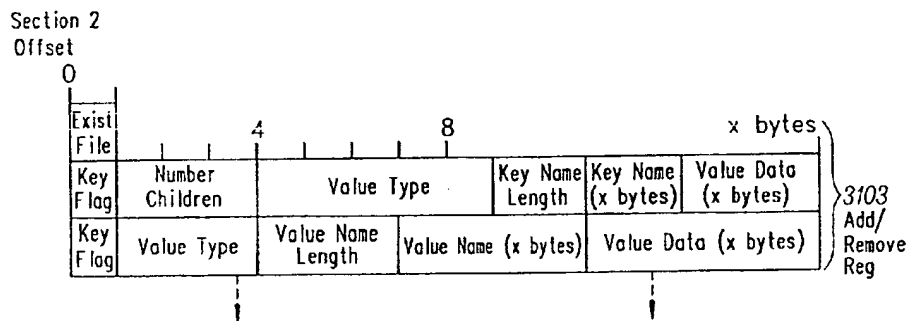 Section 2
Offset
0
Exist
File
4
8
x bytes
Key
Flag
Number
Children
Value Type
Key Name
Length
Key Name
(x bytes)
Value Data
(x bytes)
Key
Flag
Value Type
Value Name
Length
Value Name (x bytes)
Value Data (x bytes)
3103
Add/
Remove
Reg